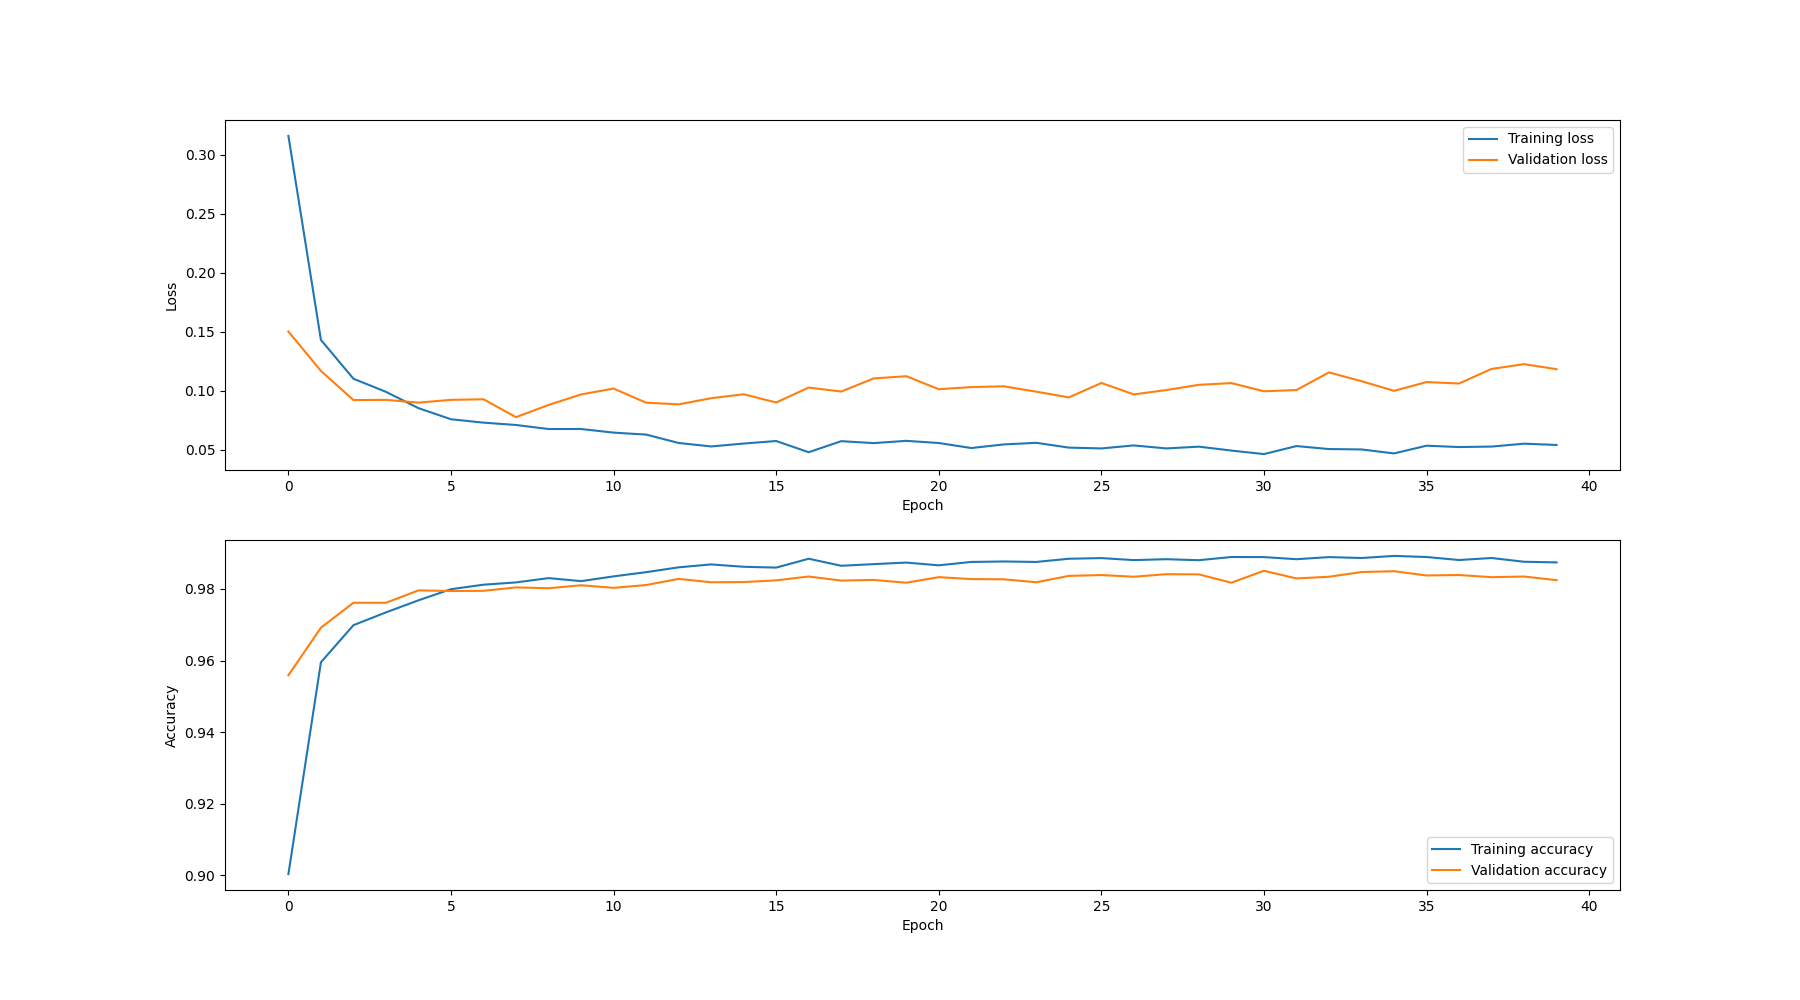 Training loss
Validation loss
0.30
0.25
0.20
0.15
0.10
0.05
Loss
0 5 10 15 20 25 30 35 40
Epoch
0.98
0.96
0.94
0.92
0.90
Accuracy
Training accuracy
Validation accuracy
0 5 10 15 20 25 30 35 40
Epoch